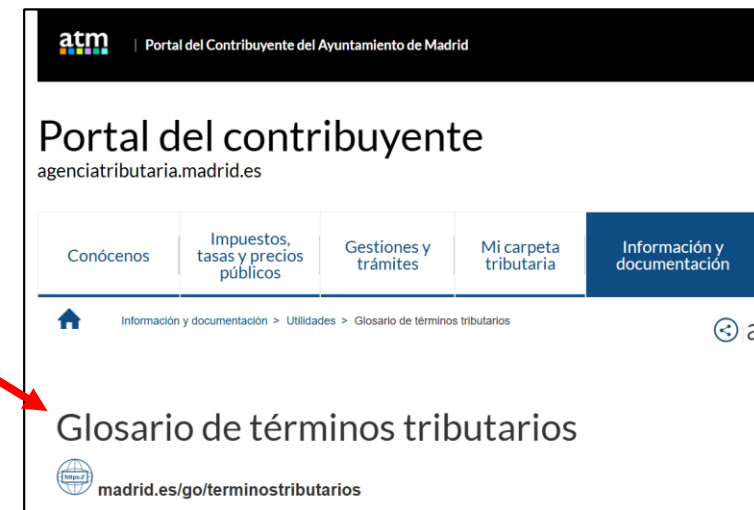 atm | Portal del Contribuyente del Ayuntamiento de Madrid
Portal del contribuyente
agenciatributaria.madrid.es
Conócenos
Impuestos,
tasas y precios
públicos
Gestiones y
trámites
Mi carpeta
tributaria
Información y
documentación
Información y documentación > Utilidades > Glosario de términos tributarios
Glosario de términos tributarios
https://
madrid.es/go/terminostributarios